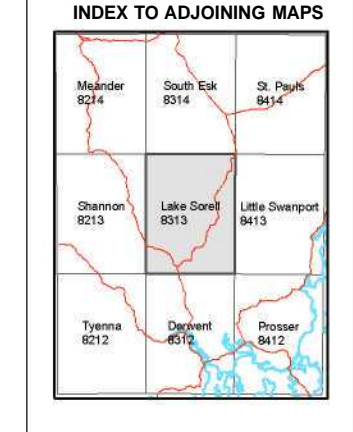 INDEX TO ADJOINING MAPS
Meander
8214
South Esk
8314
St. Pauls
8414
Shannon
8213
Lake Sorell
8313
Little Swanport
8413
Tyenna
8212
Derwent
8312
Prosser
8412